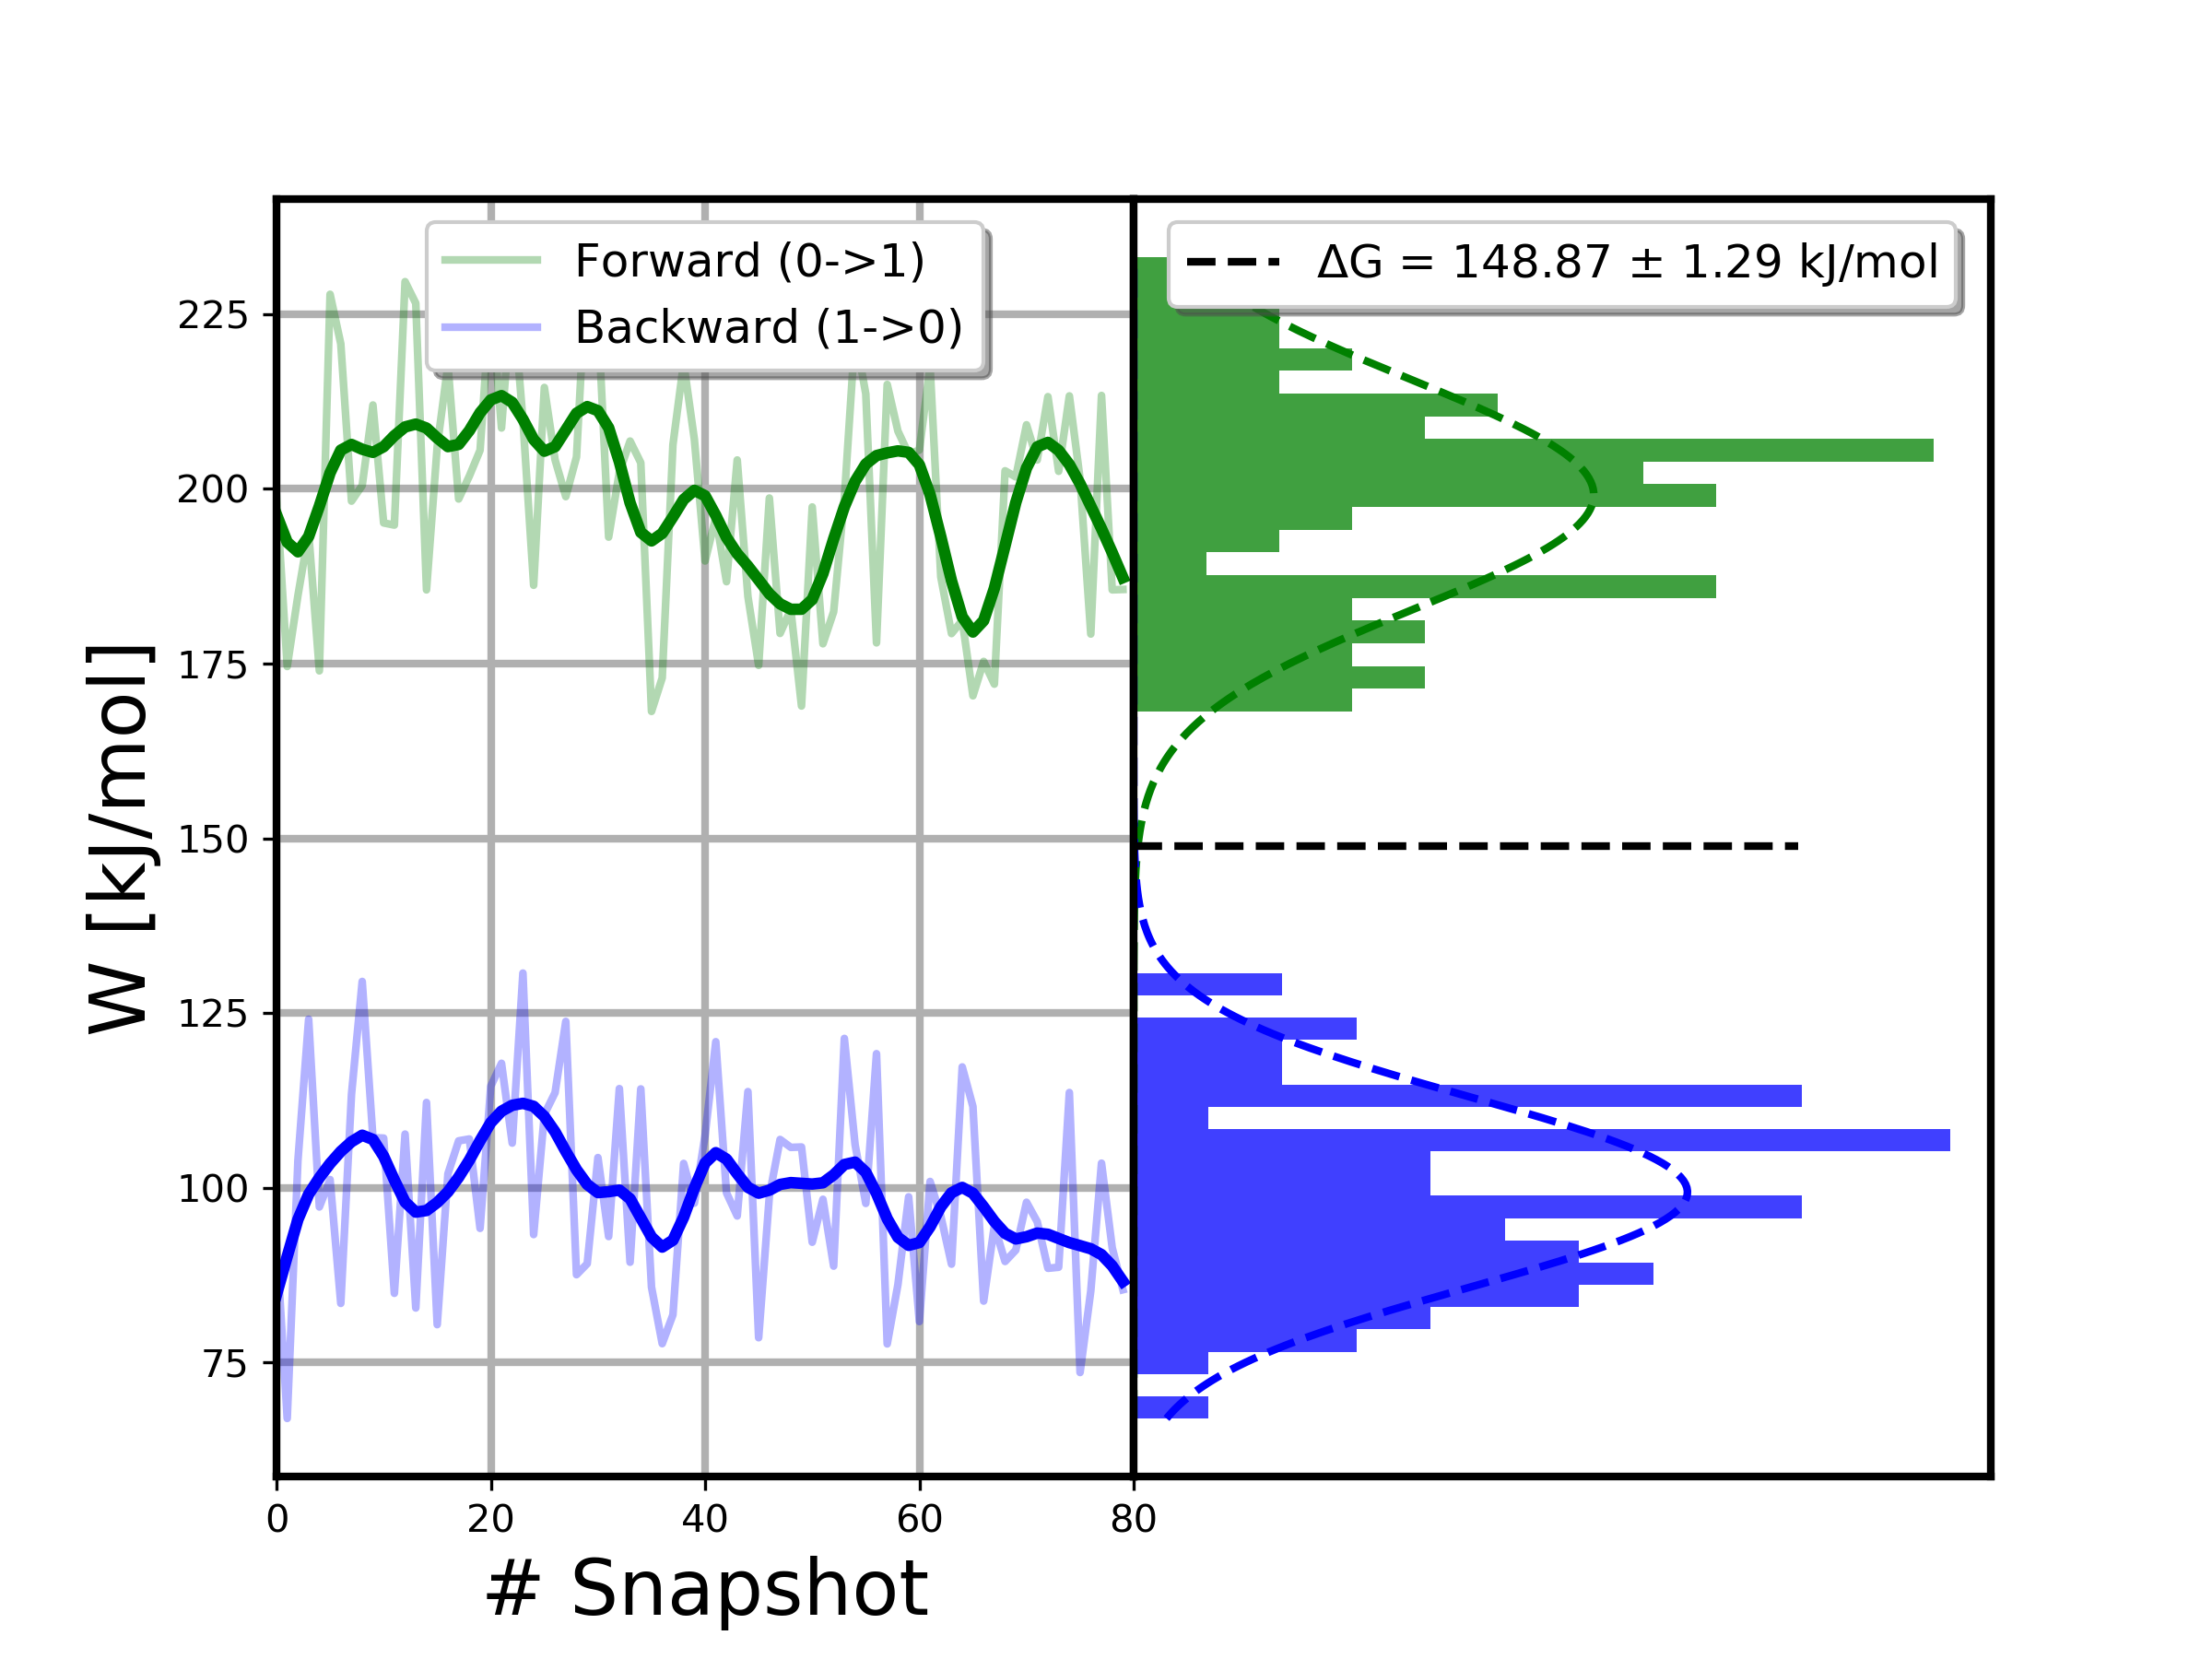 Forward (0->1)
Backward (1->0)
ΔG = 148.87 ± 1.29 kJ/mol
W [kJ/mol]
225
200
175
150
125
100
75
0 20 40 60 80
# Snapshot